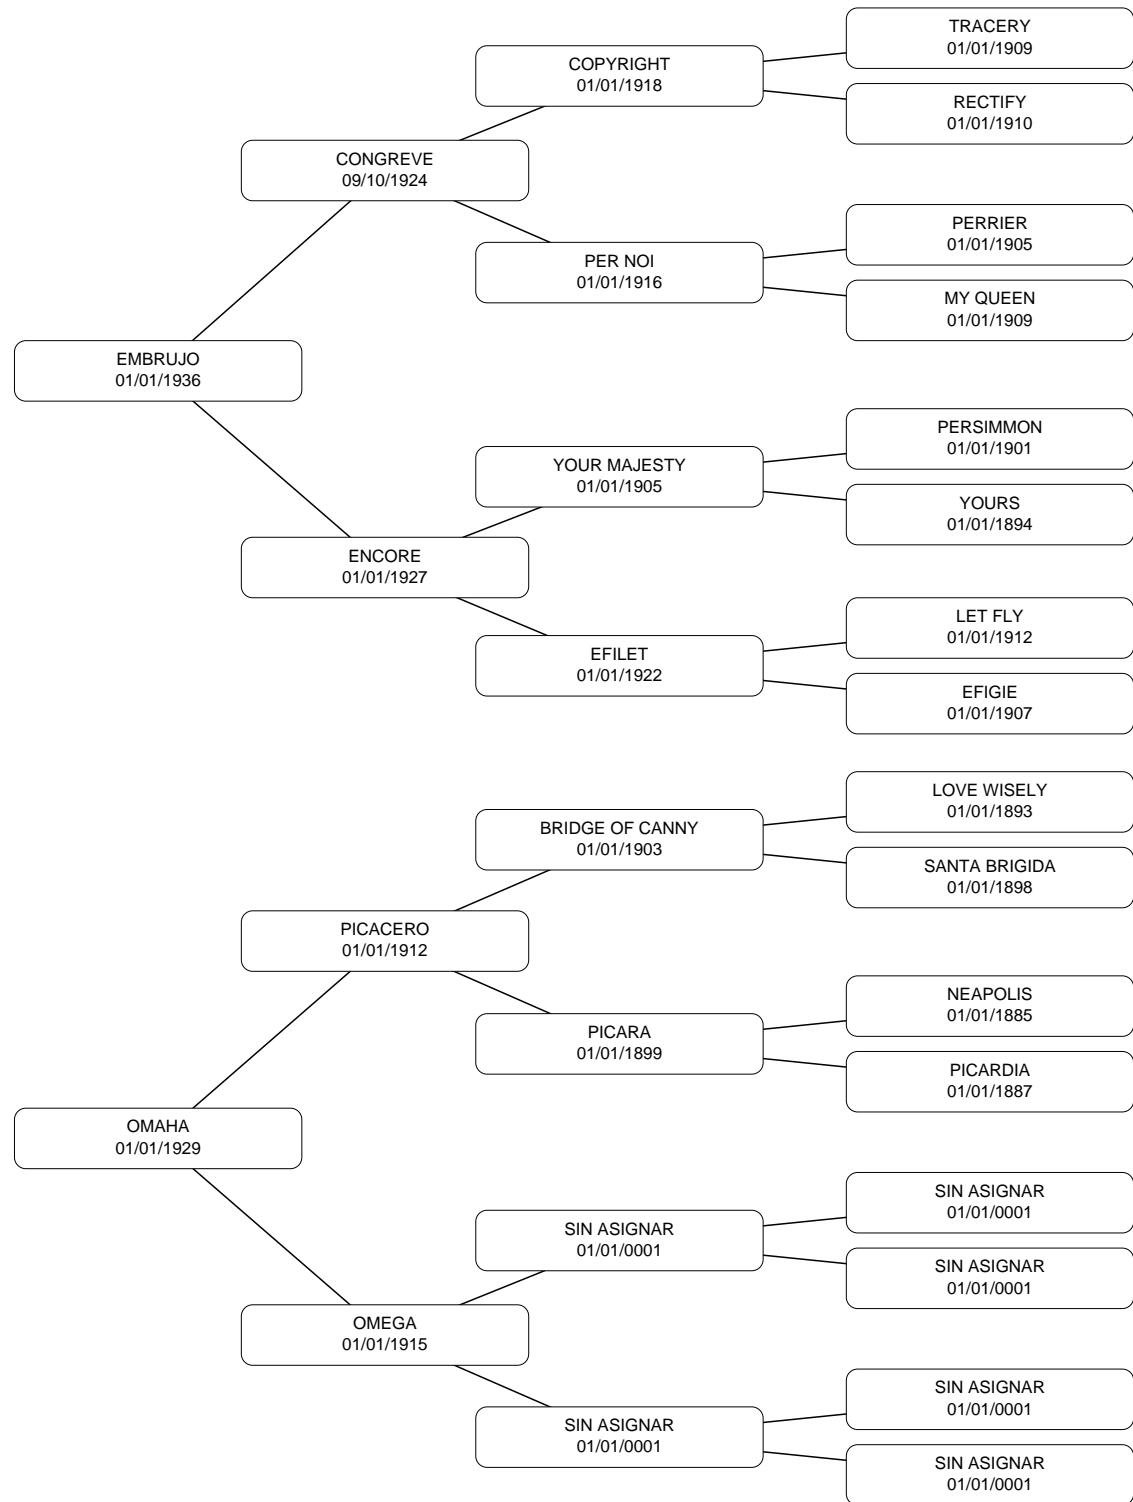 TRACERY
01/01/1909
COPYRIGHT
01/01/1918
RECTIFY
01/01/1910
CONGREVE
09/10/1924
PERRIER
01/01/1905
PER NOI
01/01/1916
MY QUEEN
01/01/1909
EMBRUJO
01/01/1936
PERSIMMON
01/01/1901
YOUR MAJESTY
01/01/1905
YOURS
01/01/1894
ENCORE
01/01/1927
LET FLY
01/01/1912
EFILET
01/01/1922
EFIGIE
01/01/1907
LOVE WISELY
01/01/1893
BRIDGE OF CANNY
01/01/1903
SANTA BRIGIDA
01/01/1898
PICACERO
01/01/1912
NEAPOLIS
01/01/1885
PICARA
01/01/1899
PICARDIA
01/01/1887
OMAHA
01/01/1929
SIN ASIGNAR
01/01/0001
SIN ASIGNAR
01/01/0001
SIN ASIGNAR
01/01/0001
OMEGA
01/01/1915
SIN ASIGNAR
01/01/0001
SIN ASIGNAR
01/01/0001
SIN ASIGNAR
01/01/0001